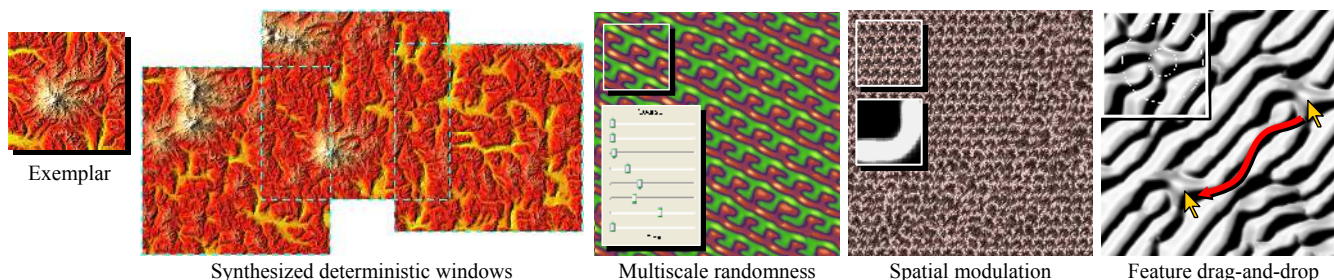 Exemplar
Synthesized deterministic windows
Multiscale randomness
Spatial modulation
Feature drag-and-drop